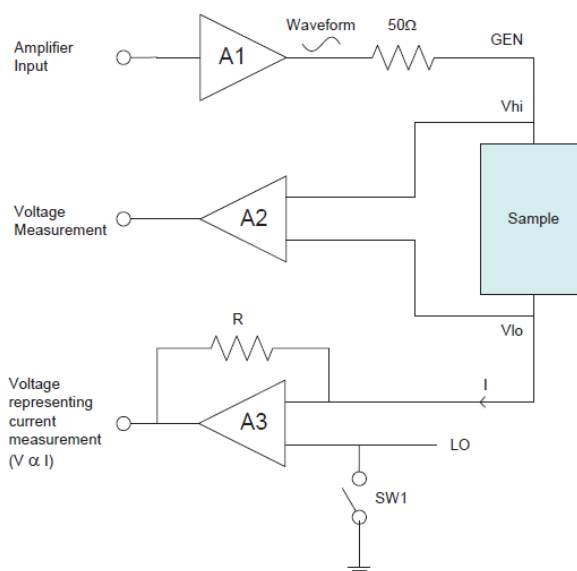 Waveform
50Ω
GEN
Amplifier
Input
A1
Vhi
Voltage
Measurement
A2
Sample
Vlo
R
I
Voltage
representing
current
measurement
(V α I)
A3
LO
SW1